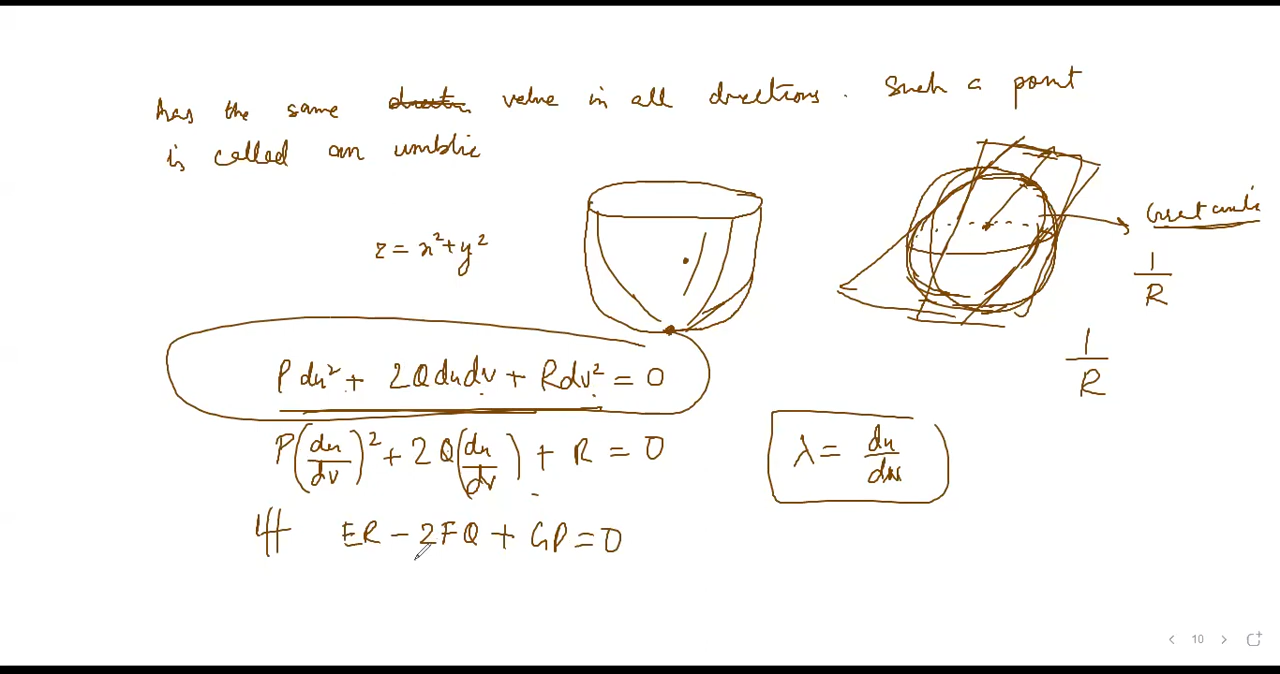 has the same value in all directions. Such a point
is called an umbilic
z = x² + y²
1/R
1/R
P du² + 2Q du dv + R dv² = 0
P(du/dv)² + 2Q(du/dv) + R = 0
λ = du/dv
iff ER - 2FQ + GP = 0
10